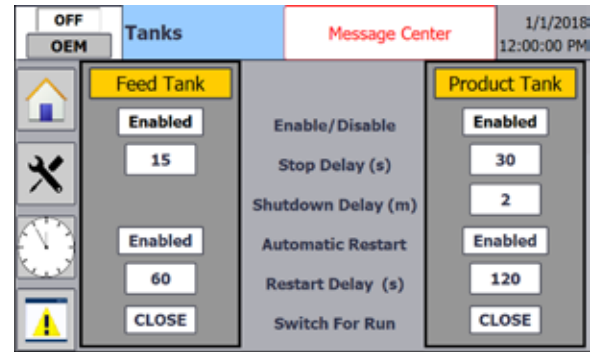 OFF
OEM
Tanks
Message Center
1/1/2018
12:00:00 PM
Feed Tank
Product Tank
Enabled
Enable/Disable
Enabled
15
Stop Delay (s)
30
Shutdown Delay (m)
2
Enabled
Automatic Restart
Enabled
60
Restart Delay (s)
120
CLOSE
Switch For Run
CLOSE